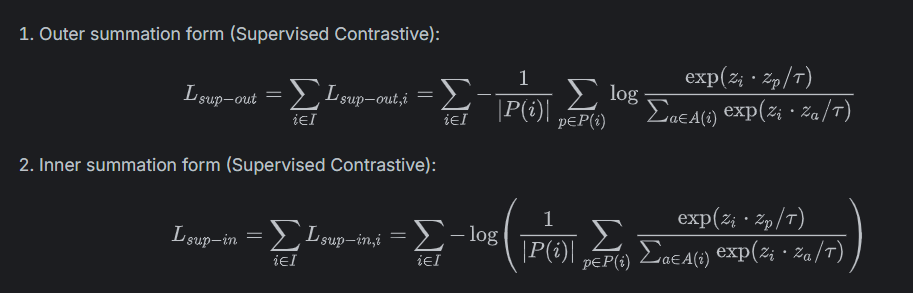 1. Outer summation form (Supervised Contrastive):
$$L_{sup-out} = \sum_{i \in I} L_{sup-out,i} = \sum_{i \in I} -\frac{1}{|P(i)|} \sum_{p \in P(i)} \log \frac{\exp(z_i \cdot z_p/\tau)}{\sum_{a \in A(i)} \exp(z_i \cdot z_a/\tau)}$$
2. Inner summation form (Supervised Contrastive):
$$L_{sup-in} = \sum_{i \in I} L_{sup-in,i} = \sum_{i \in I} -\log \left( \frac{1}{|P(i)|} \sum_{p \in P(i)} \frac{\exp(z_i \cdot z_p/\tau)}{\sum_{a \in A(i)} \exp(z_i \cdot z_a/\tau)} \right)$$